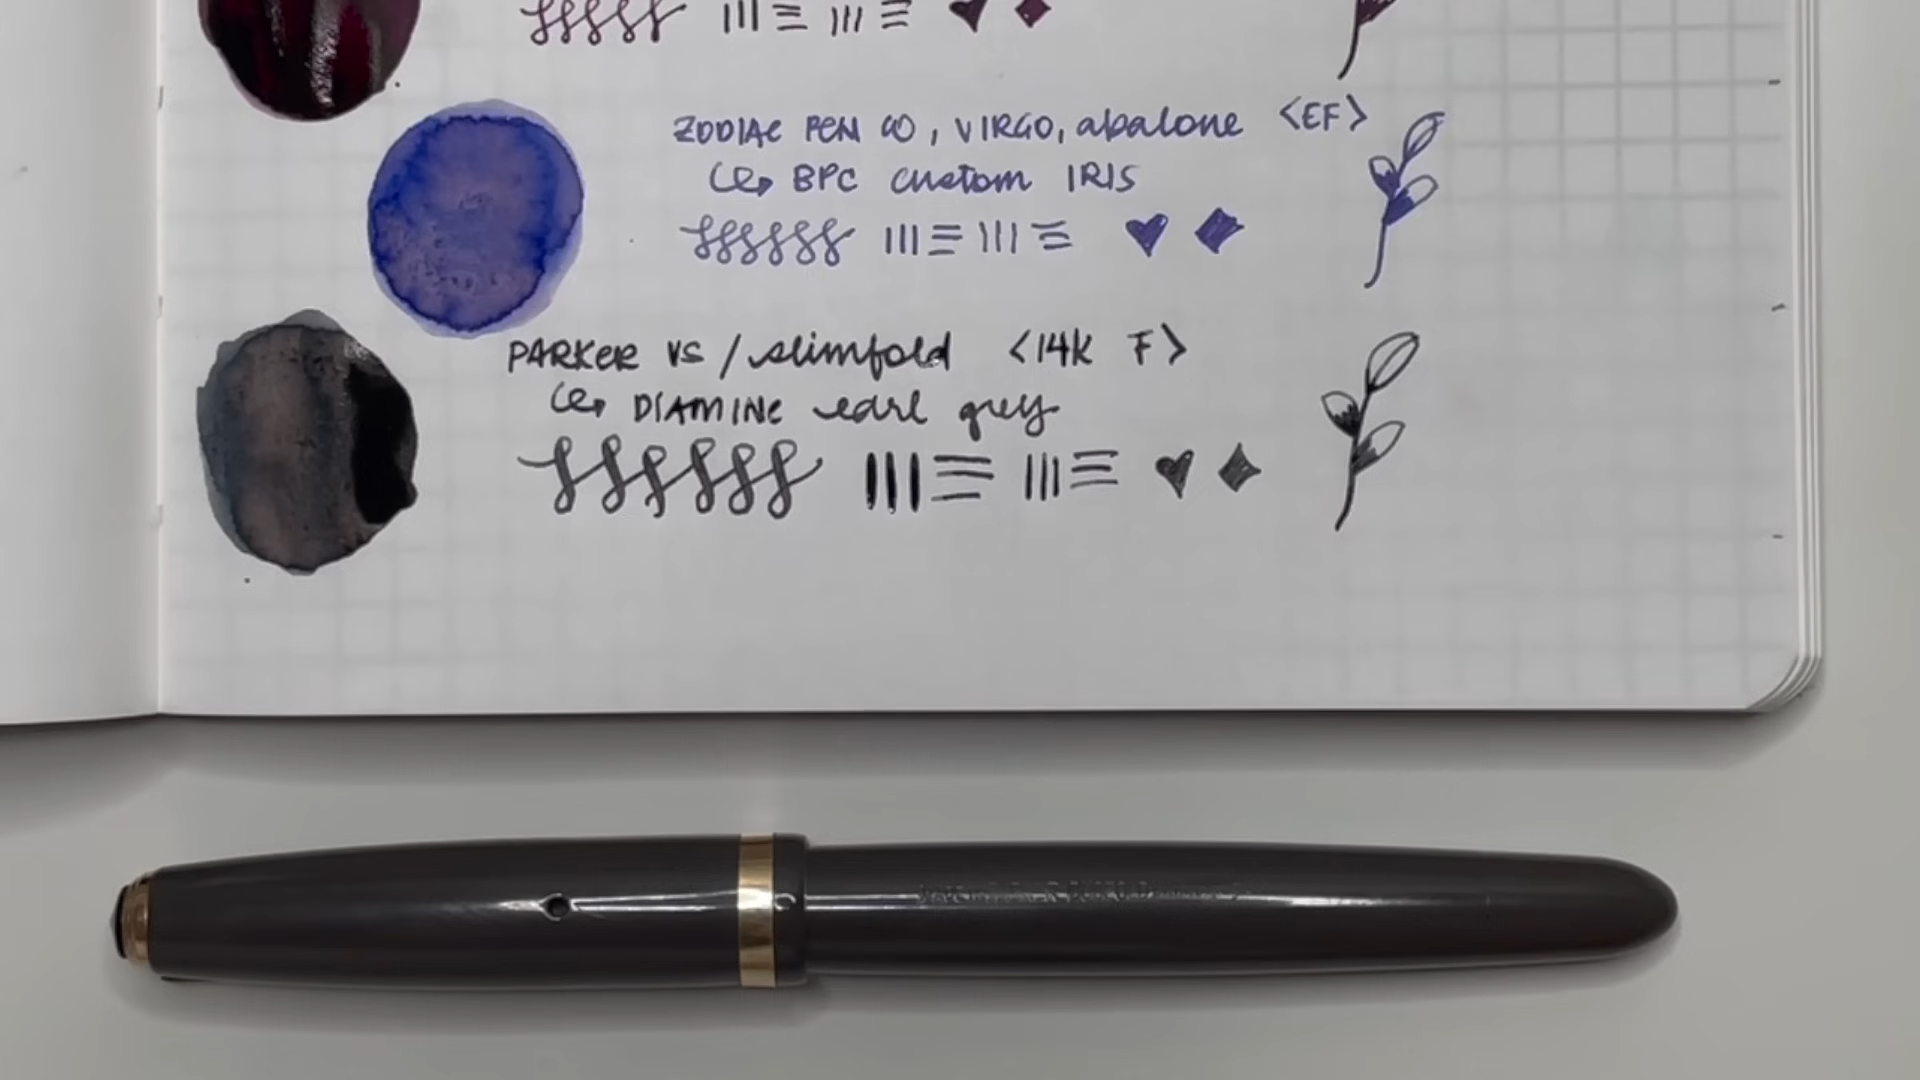 ZODIAC PEN CO, VIRGO, abalone <EF>
BPC custom IRIS
PARKER VS / slimfold <14K F>
DIAMINE earl grey